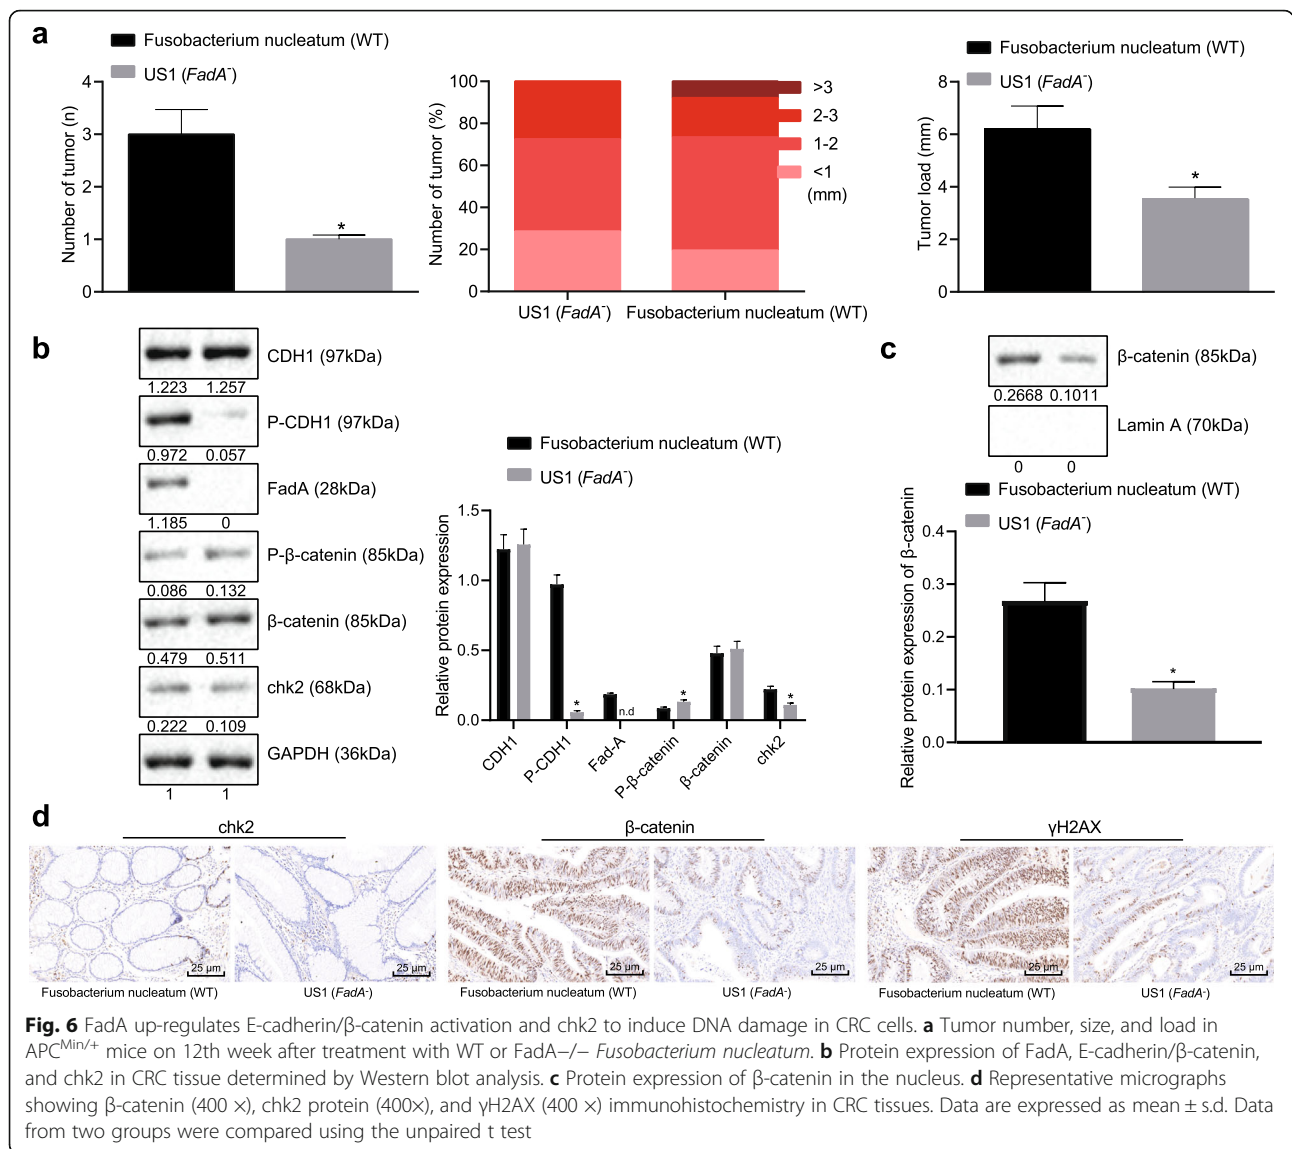 a
Fusobacterium nucleatum (WT)
US1 (FadA-)
Number of tumor (n)
4
3
2
1
0
*
Number of tumor (%)
100
80
60
40
20
0
US1 (FadA-)
Fusobacterium nucleatum (WT)
>3
2-3
1-2
<1
(mm)
Fusobacterium nucleatum (WT)
US1 (FadA-)
Tumor load (mm)
8
6
4
2
0
*
b
CDH1 (97kDa)
1.223 1.257
P-CDH1 (97kDa)
0.972 0.057
FadA (28kDa)
1.185 0
P-β-catenin (85kDa)
0.086 0.132
β-catenin (85kDa)
0.479 0.511
chk2 (68kDa)
0.222 0.109
GAPDH (36kDa)
1 1
Fusobacterium nucleatum (WT)
US1 (FadA-)
Relative protein expression
1.5
1.0
0.5
0.0
*
n.d
*
*
CDH1
P-CDH1
Fad-A
P-β-catenin
β-catenin
chk2
c
β-catenin (85kDa)
0.2668 0.1011
Lamin A (70kDa)
0 0
Fusobacterium nucleatum (WT)
US1 (FadA-)
Relative protein expression of β-catenin
0.4
0.3
0.2
0.1
0.0
*
d
chk2
β-catenin
γH2AX
25 µm
25 µm
25 µm
25 µm
25 µm
25 µm
Fusobacterium nucleatum (WT)
US1 (FadA-)
Fusobacterium nucleatum (WT)
US1 (FadA-)
Fusobacterium nucleatum (WT)
US1 (FadA-)
Fig. 6 FadA up-regulates E-cadherin/β-catenin activation and chk2 to induce DNA damage in CRC cells. a Tumor number, size, and load in
APCMin/+ mice on 12th week after treatment with WT or FadA−/− Fusobacterium nucleatum. b Protein expression of FadA, E-cadherin/β-catenin,
and chk2 in CRC tissue determined by Western blot analysis. c Protein expression of β-catenin in the nucleus. d Representative micrographs
showing β-catenin (400 ×), chk2 protein (400×), and γH2AX (400 ×) immunohistochemistry in CRC tissues. Data are expressed as mean ± s.d. Data
from two groups were compared using the unpaired t test